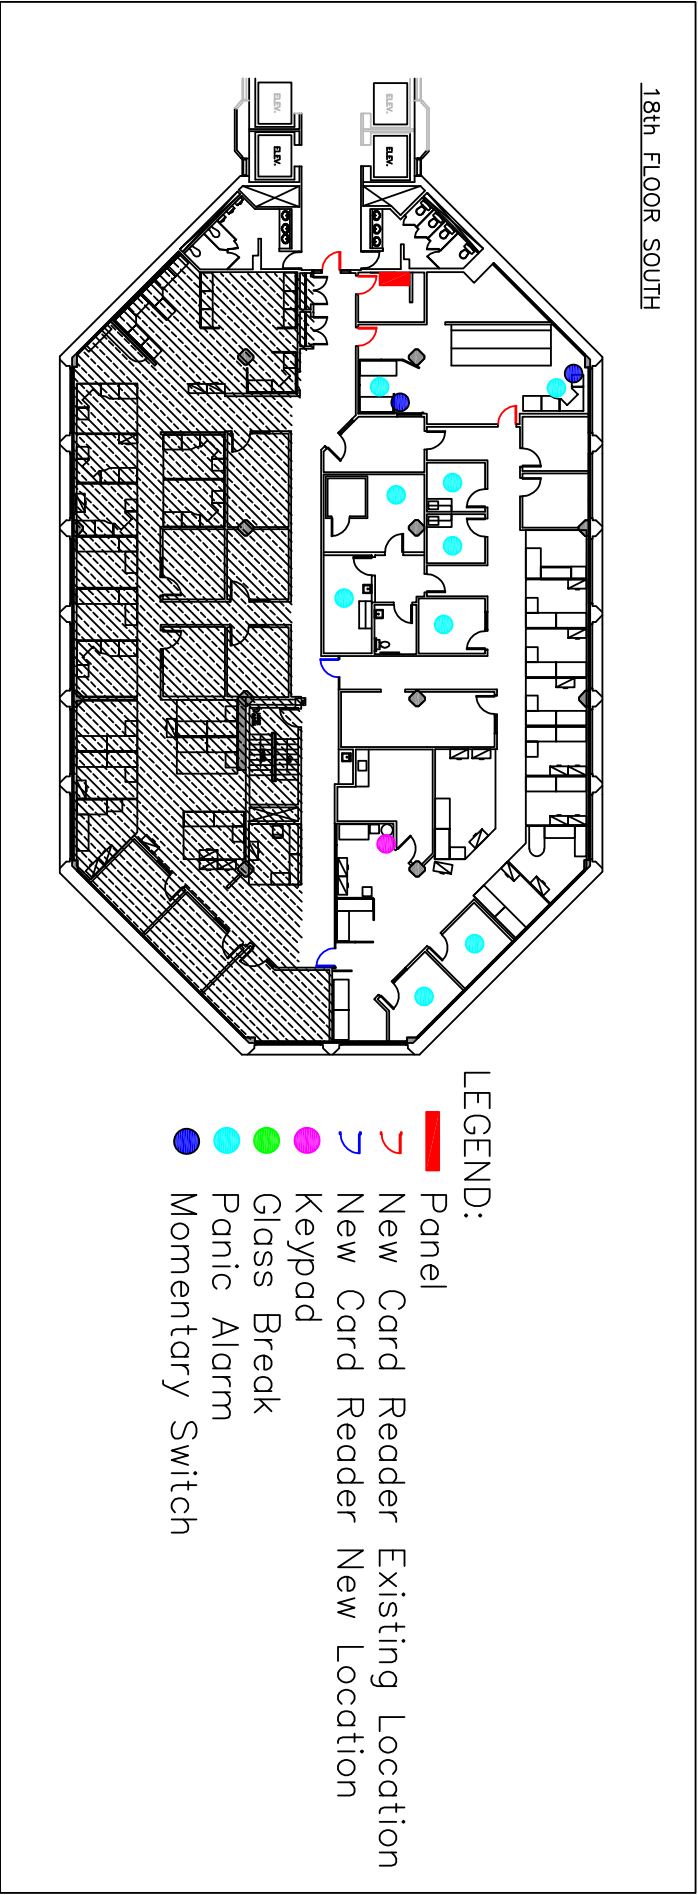 18th FLOOR SOUTH
ELEV.
ELEV.
ELEV.
ELEV.
LEGEND:
Panel
New Card Reader Existing Location
New Card Reader New Location
Keypad
Glass Break
Panic Alarm
Momentary Switch